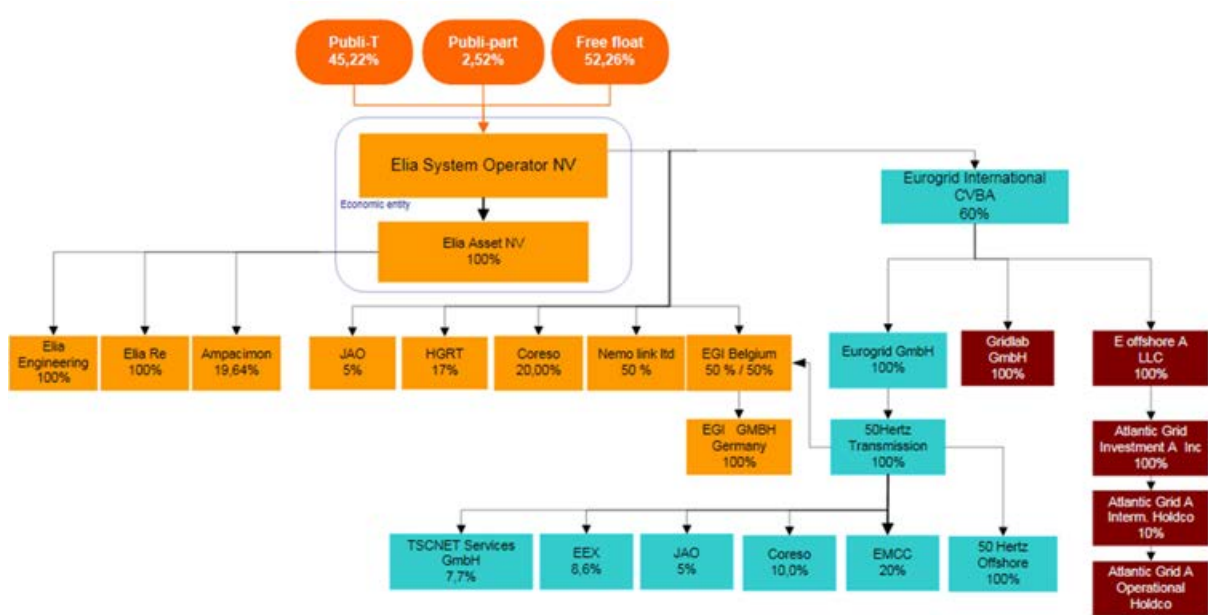 Publi-T
45,22%
Publi-part
2,52%
Free float
52,26%
Elia System Operator NV
Economic entity
Elia Asset NV
100%
Eurogrid International
CVBA
60%
Elia
Engineering
100%
Elia Re
100%
Ampacimon
19,64%
JAO
5%
HGRT
17%
Coreso
20,00%
Nemo link ltd
50 %
EGI Belgium
50 % / 50%
Eurogrid GmbH
100%
Gridlab
GmbH
100%
E offshore A
LLC
100%
EGI GMBH
Germany
100%
50Hertz
Transmission
100%
Atlantic Grid
Investment A Inc
100%
Atlantic Grid A
Interm. Holdco
10%
TSCNET Services
GmbH
7,7%
EEX
8,6%
JAO
5%
Coreso
10,0%
EMCC
20%
50 Hertz
Offshore
100%
Atlantic Grid A
Operational
Holdco